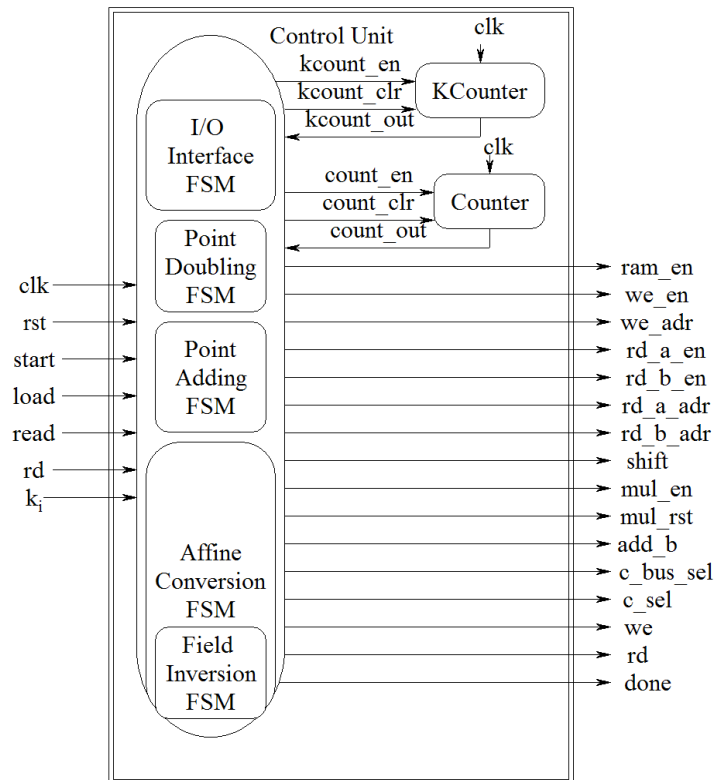 Control Unit
clk
kcount_en
kcount_clr
kcount_out
KCounter
I/O
Interface
FSM
clk
count_en
count_clr
count_out
Counter
Point
Doubling
FSM
Point
Adding
FSM
Affine
Conversion
FSM
Field
Inversion
FSM
clk
rst
start
load
read
rd
ki
ram_en
we_en
we_adr
rd_a_en
rd_b_en
rd_a_adr
rd_b_adr
shift
mul_en
mul_rst
add_b
c_bus_sel
c_sel
we
rd
done